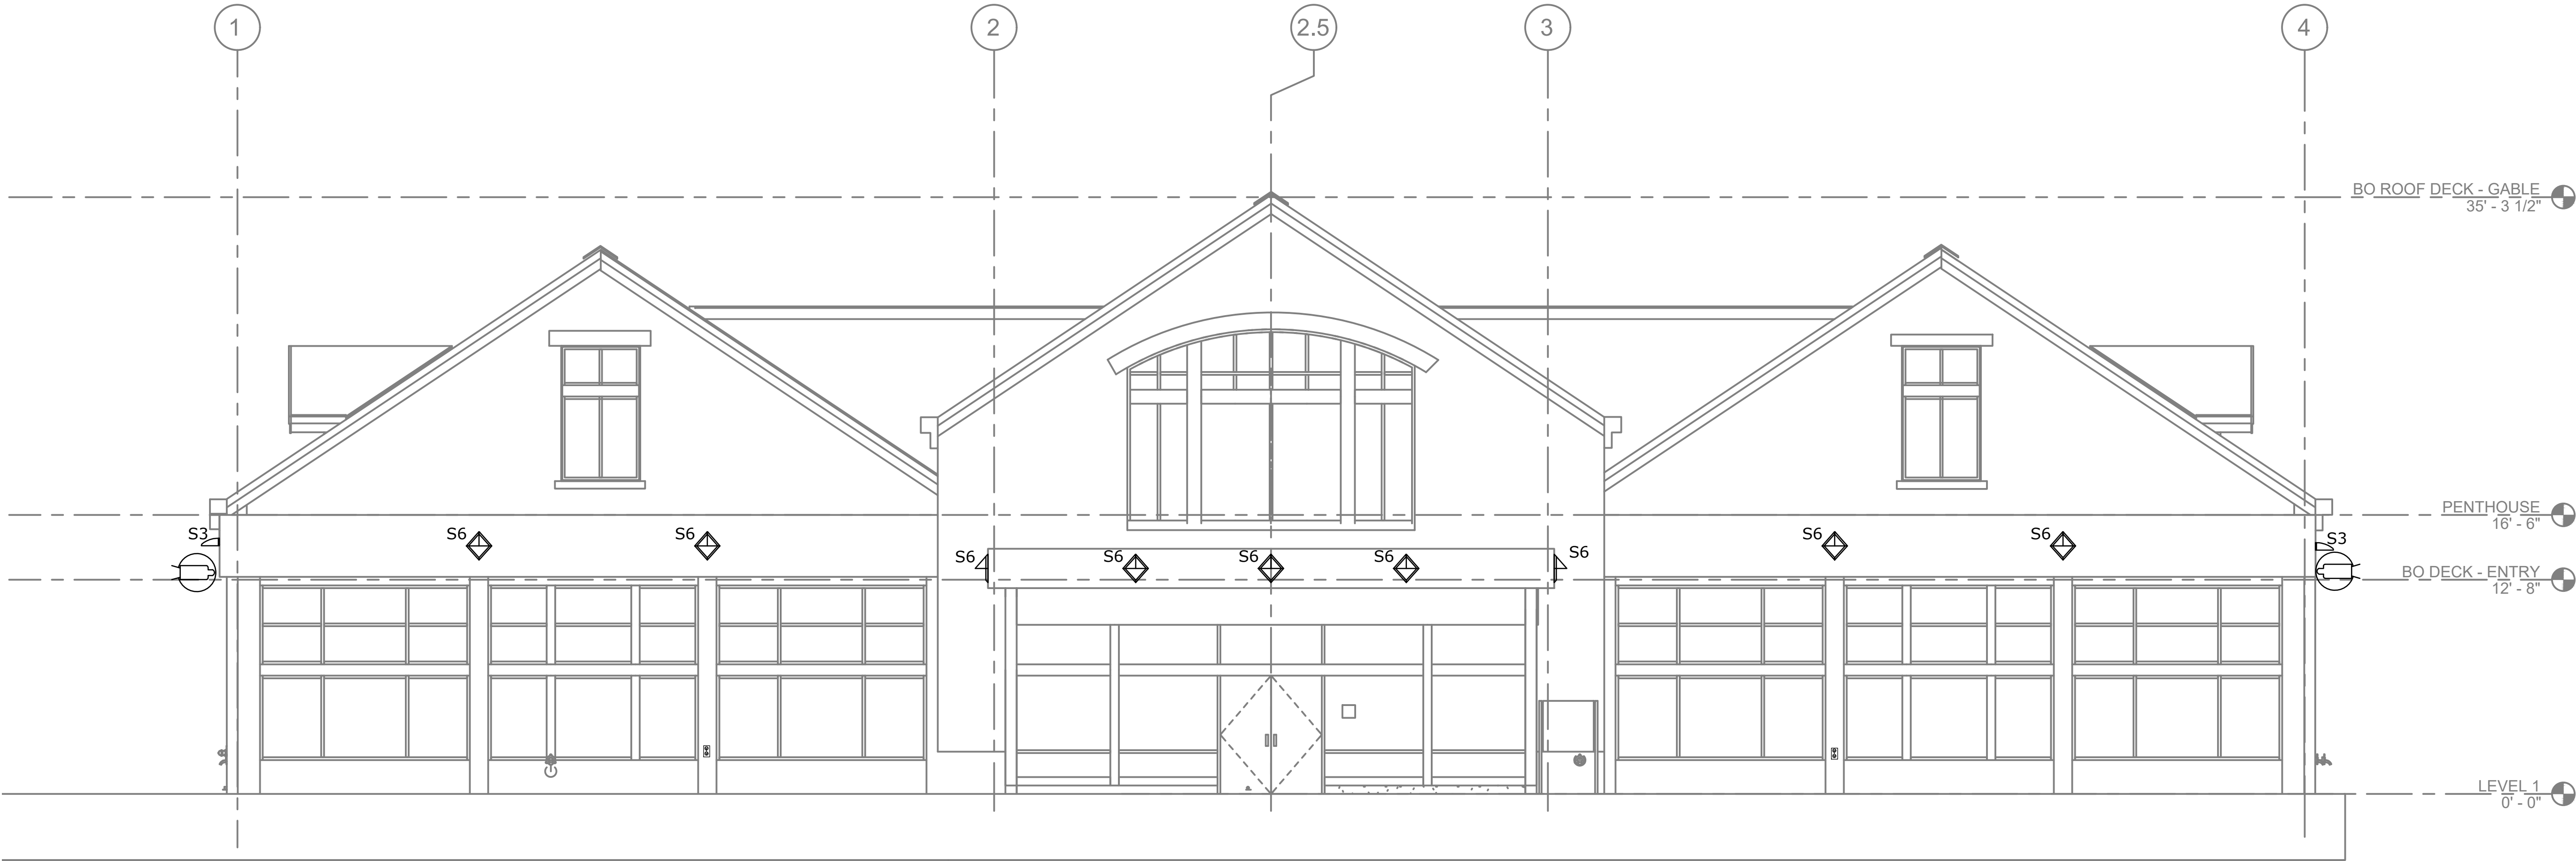 1
2
2.5
3
4
BO ROOF DECK - GABLE
35' - 3 1/2"
PENTHOUSE
16' - 6"
S3
S6
S6
S6
S6
S3
S6
S6
S6
S6
S6
BO DECK - ENTRY
12' - 8"
LEVEL 1
0' - 0"